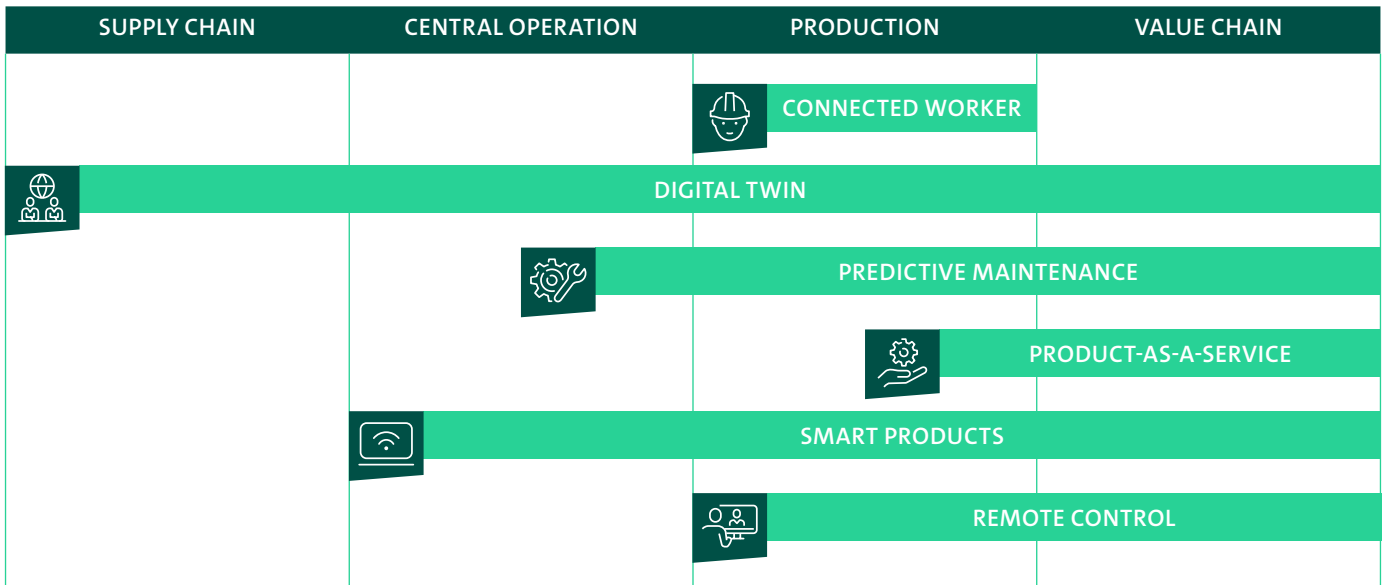 SUPPLY CHAIN
CENTRAL OPERATION
PRODUCTION
VALUE CHAIN
CONNECTED WORKER
DIGITAL TWIN
PREDICTIVE MAINTENANCE
PRODUCT-AS-A-SERVICE
SMART PRODUCTS
REMOTE CONTROL